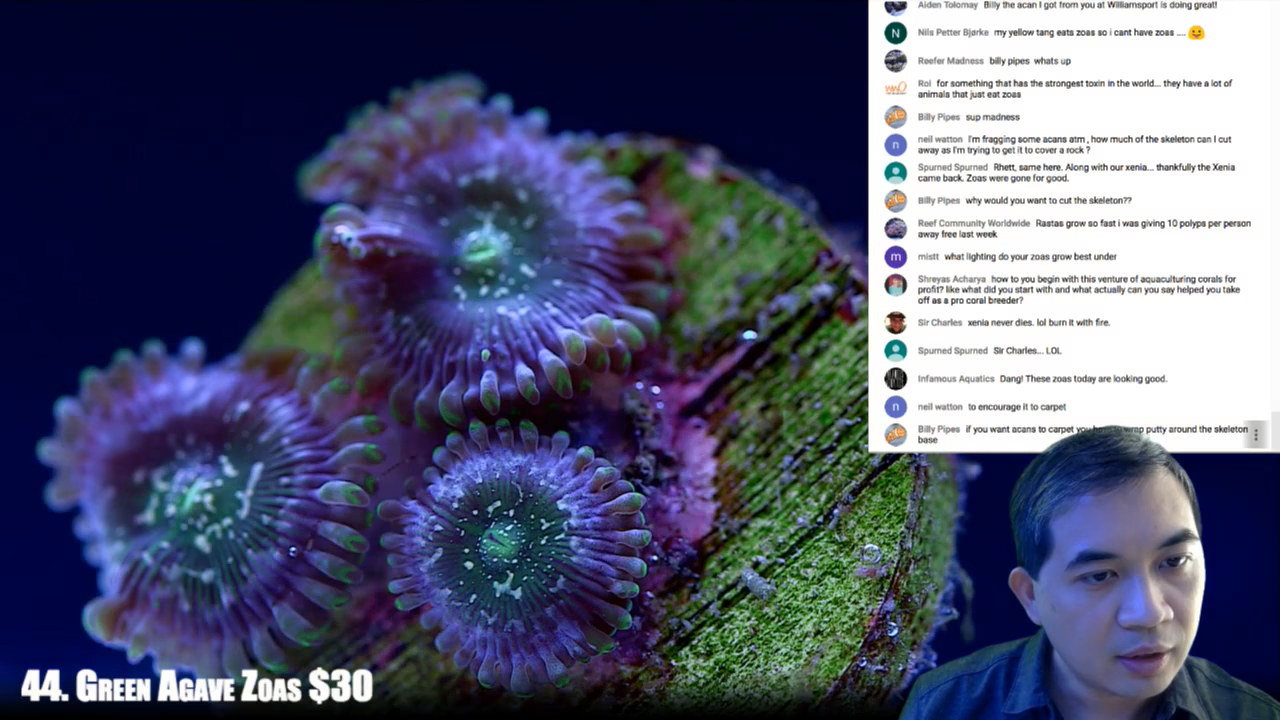 Aiden Tolomay Billy the acan I got from you at Williamsport is doing great!
N Nils Petter Bjørke my yellow tang eats zoas so i cant have zoas ....
Reefer Madness billy pipes whats up
Roi for something that has the strongest toxin in the world... they have a lot of
animals that just eat zoas
Billy Pipes sup madness
n neil watton I'm fragging some acans atm , how much of the skeleton can I cut
away as I'm trying to get it to cover a rock ?
Spurned Spurned Rhett, same here. Along with our xenia... thankfully the Xenia
came back. Zoas were gone for good.
Billy Pipes why would you want to cut the skeleton??
Reef Community Worldwide Rastas grow so fast i was giving 10 polyps per person
away free last week
m mistt what lighting do your zoas grow best under
Shreyas Acharya how to you begin with this venture of aquaculturing corals for
profit? like what did you start with and what actually can you say helped you take
off as a pro coral breeder?
Sir Charles xenia never dies. lol burn it with fire.
Spurned Spurned Sir Charles... LOL
Infamous Aquatics Dang! These zoas today are looking good.
n neil watton to encourage it to carpet
Billy Pipes if you want acans to carpet you putty around the skeleton
base
44. Green Agave Zoas $30